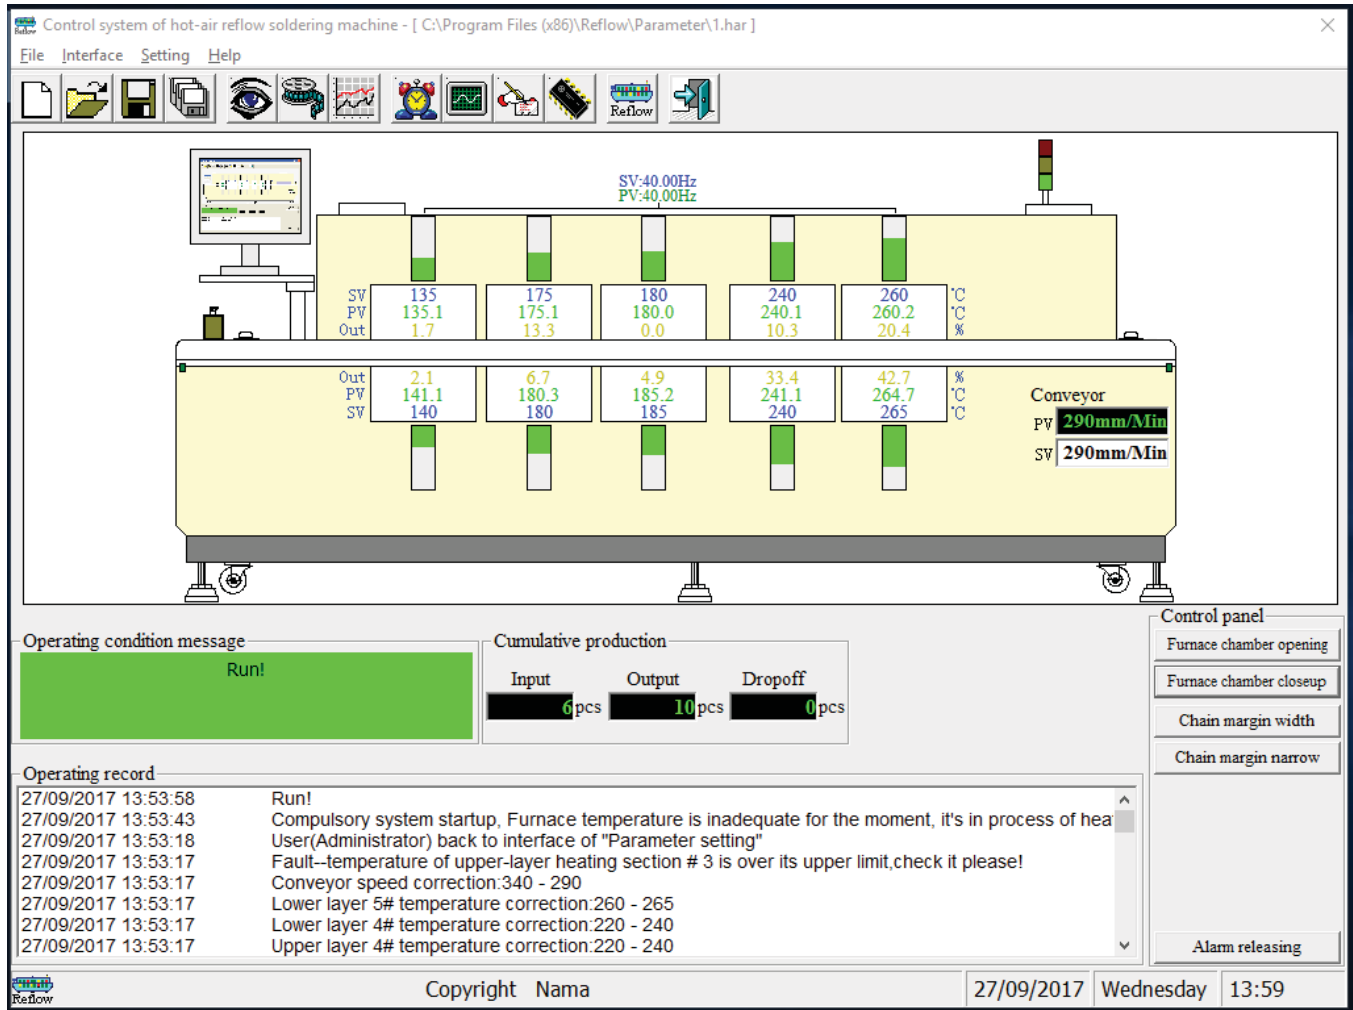 Control system of hot-air reflow soldering machine - [ C:\Program Files (x86)\Reflow\Parameter\1.har ]
File Interface Setting Help
Reflow
SV:40.00Hz
PV:40.00Hz
SV 135 175 180 240 260 °C
PV 135.1 175.1 180.0 240.1 260.2 °C
Out 1.7 13.3 0.0 10.3 20.4 %
Out 2.1 6.7 4.9 33.4 42.7 %
PV 141.1 180.3 185.2 241.1 264.7 °C
SV 140 180 185 240 265 °C
Conveyor
PV 290mm/Min
SV 290mm/Min
Control panel
Furnace chamber opening
Furnace chamber closeup
Chain margin width
Chain margin narrow
Alarm releasing
Operating condition message
Run!
Cumulative production
Input Output Dropoff
6 pcs 10 pcs 0 pcs
Operating record
27/09/2017 13:53:58 Run!
27/09/2017 13:53:43 Compulsory system startup, Furnace temperature is inadequate for the moment, it's in process of hea
27/09/2017 13:53:18 User(Administrator) back to interface of "Parameter setting"
27/09/2017 13:53:17 Fault--temperature of upper-layer heating section # 3 is over its upper limit,check it please!
27/09/2017 13:53:17 Conveyor speed correction:340 - 290
27/09/2017 13:53:17 Lower layer 5# temperature correction:260 - 265
27/09/2017 13:53:17 Lower layer 4# temperature correction:220 - 240
27/09/2017 13:53:17 Upper layer 4# temperature correction:220 - 240
Reflow Copyright Nama 27/09/2017 Wednesday 13:59